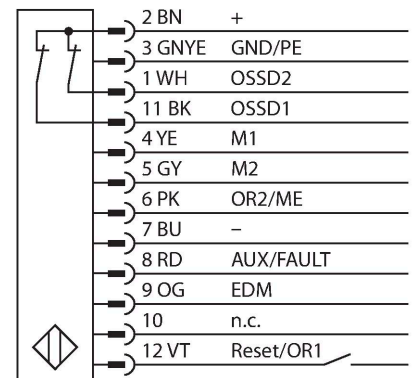 2 BN +
3 GNYE GND/PE
1 WH OSSD2
11 BK OSSD1
4 YE M1
5 GY M2
6 PK OR2/ME
7 BU –
8 RD AUX/FAULT
9 OG EDM
10 n.c.
12 VT Reset/OR1